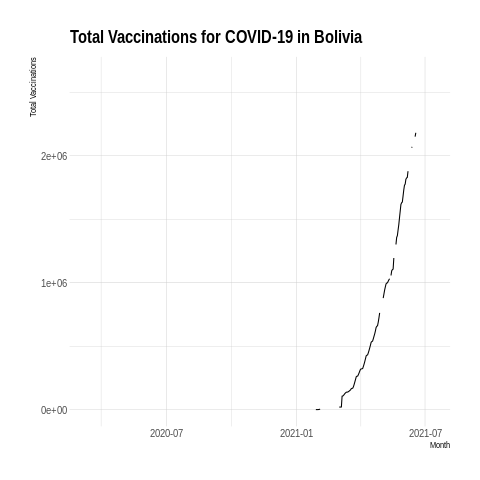 Total Vaccinations for COVID-19 in Bolivia
Total Vaccinations
2e+06
1e+06
0e+00
2020-07
2021-01
2021-07
Month